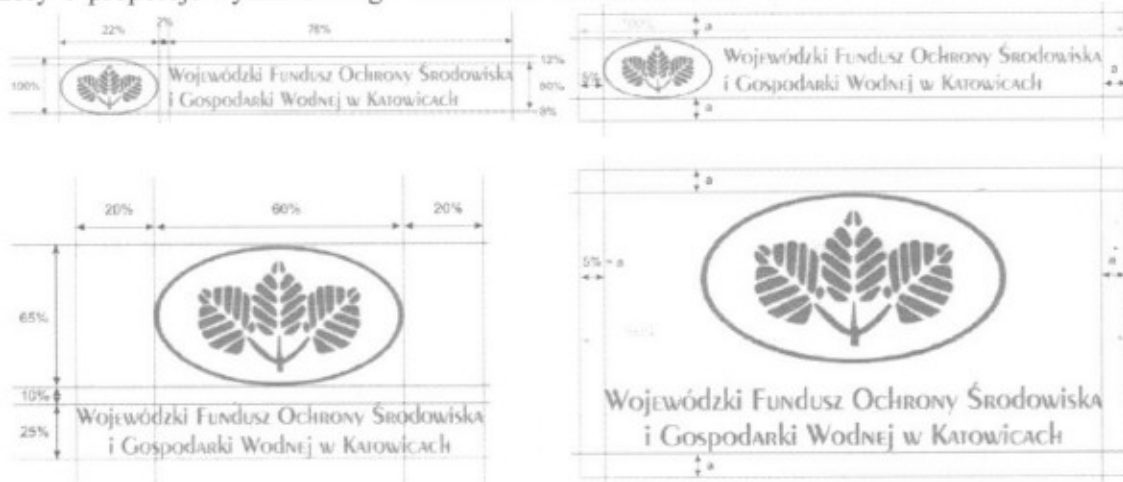 22% 2% 76%
100%
12%
80%
8%
Wojewódzki Fundusz Ochrony Środowiska
i Gospodarki Wodnej w Katowicach
100%
a
5%
a
a
Wojewódzki Fundusz Ochrony Środowiska
i Gospodarki Wodnej w Katowicach
20% 60% 20%
65%
10%
25%
Wojewódzki Fundusz Ochrony Środowiska
i Gospodarki Wodnej w Katowicach
a
5% = a
a
Wojewódzki Fundusz Ochrony Środowiska
i Gospodarki Wodnej w Katowicach
a